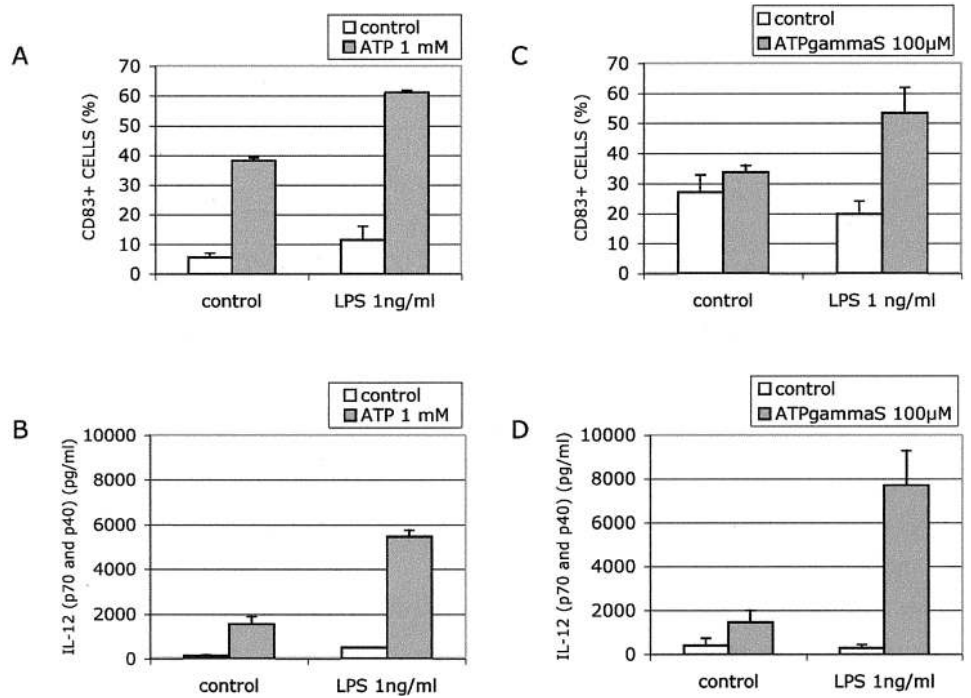 A
control
ATP 1 mM
CD83+ CELLS (%)
70
60
50
40
30
20
10
0
control
LPS 1ng/ml
C
control
ATPgammaS 100µM
CD83+ CELLS (%)
70
60
50
40
30
20
10
0
control
LPS 1 ng/ml
B
control
ATP 1 mM
IL-12 (p70 and p40) (pg/ml)
10000
8000
6000
4000
2000
0
control
LPS 1ng/ml
D
control
ATPgammaS 100µM
IL-12 (p70 and p40) (pg/ml)
10000
8000
6000
4000
2000
0
control
LPS 1ng/ml